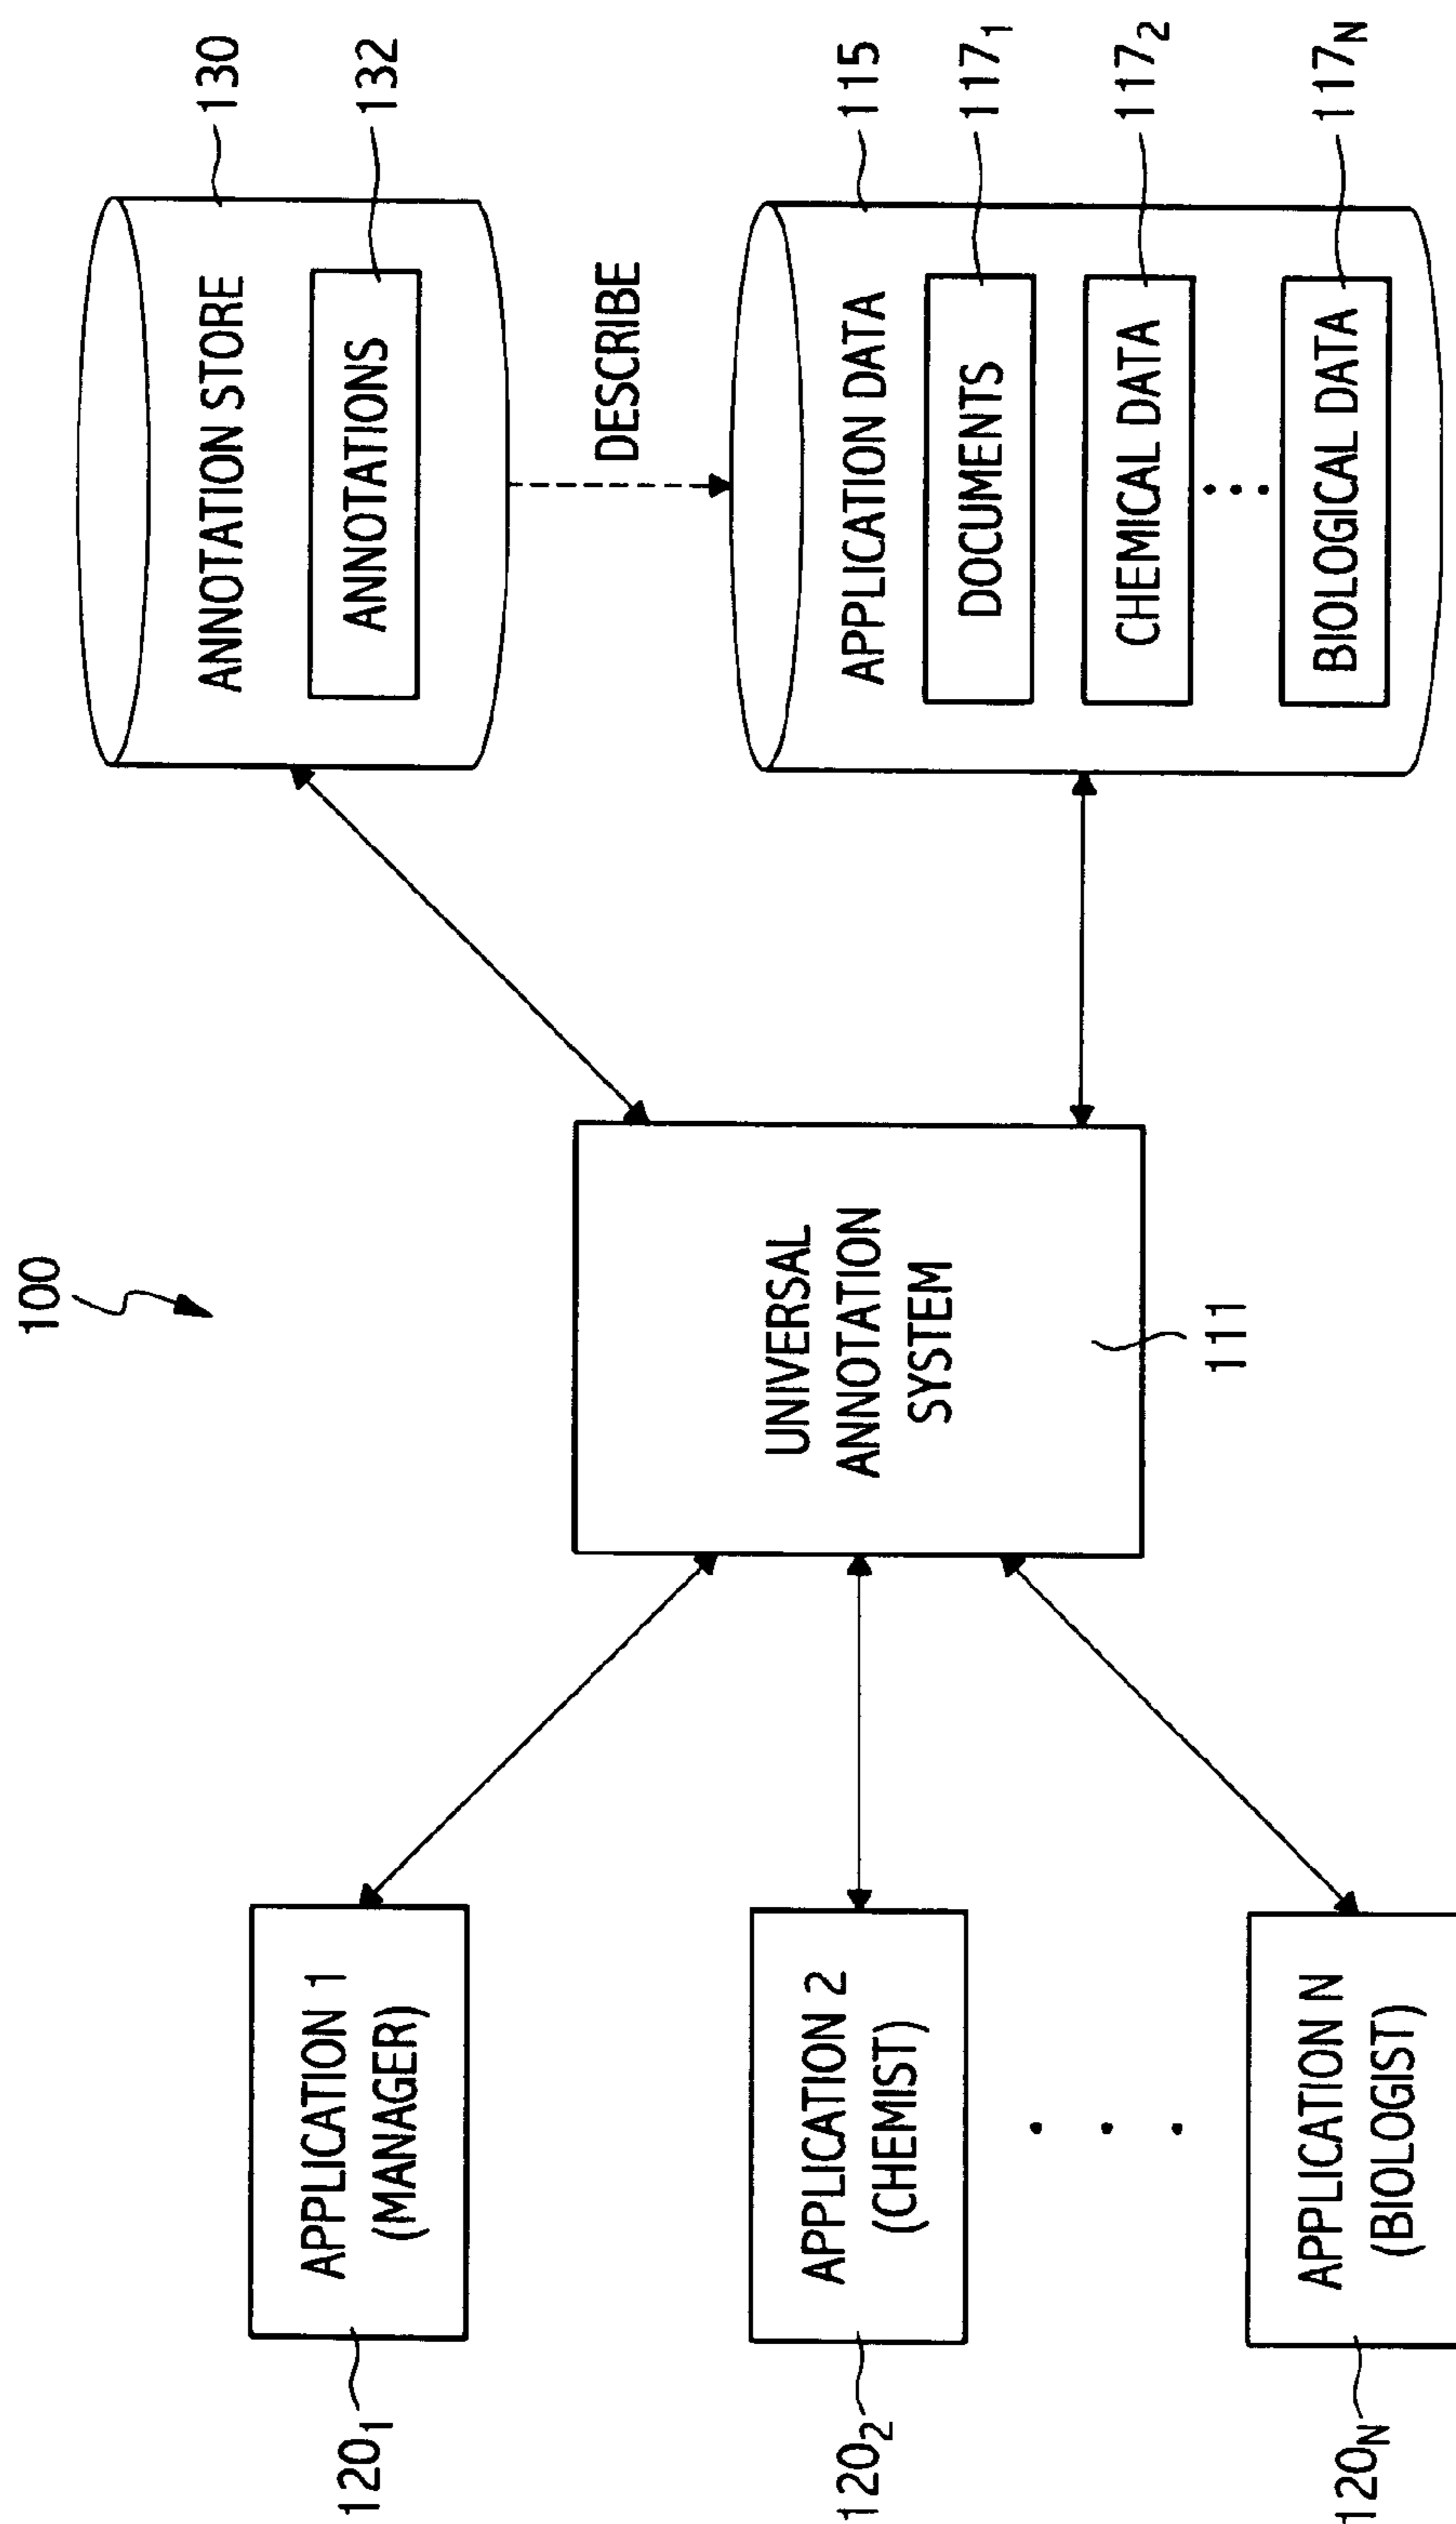 100
120₁
APPLICATION 1
(MANAGER)
120₂
APPLICATION 2
(CHEMIST)
120ₙ
APPLICATION N
(BIOLOGIST)
UNIVERSAL
ANNOTATION
SYSTEM
111
130
ANNOTATION STORE
132
ANNOTATIONS
DESCRIBE
115
APPLICATION DATA
117₁
DOCUMENTS
117₂
CHEMICAL DATA
117ₙ
BIOLOGICAL DATA